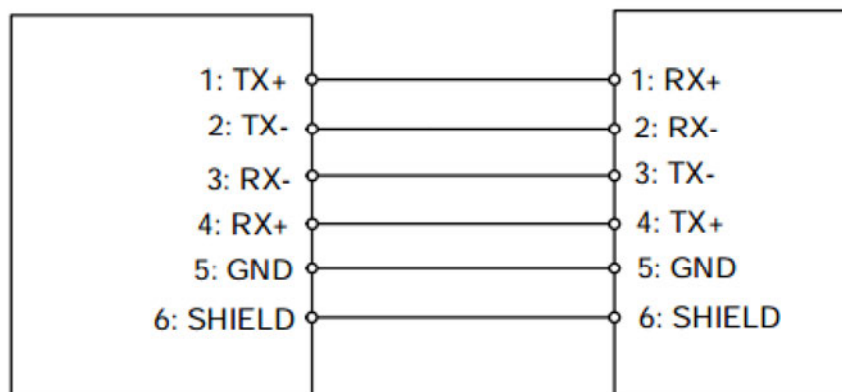 1: TX+
1: RX+
2: TX-
2: RX-
3: RX-
3: TX-
4: RX+
4: TX+
5: GND
5: GND
6: SHIELD
6: SHIELD